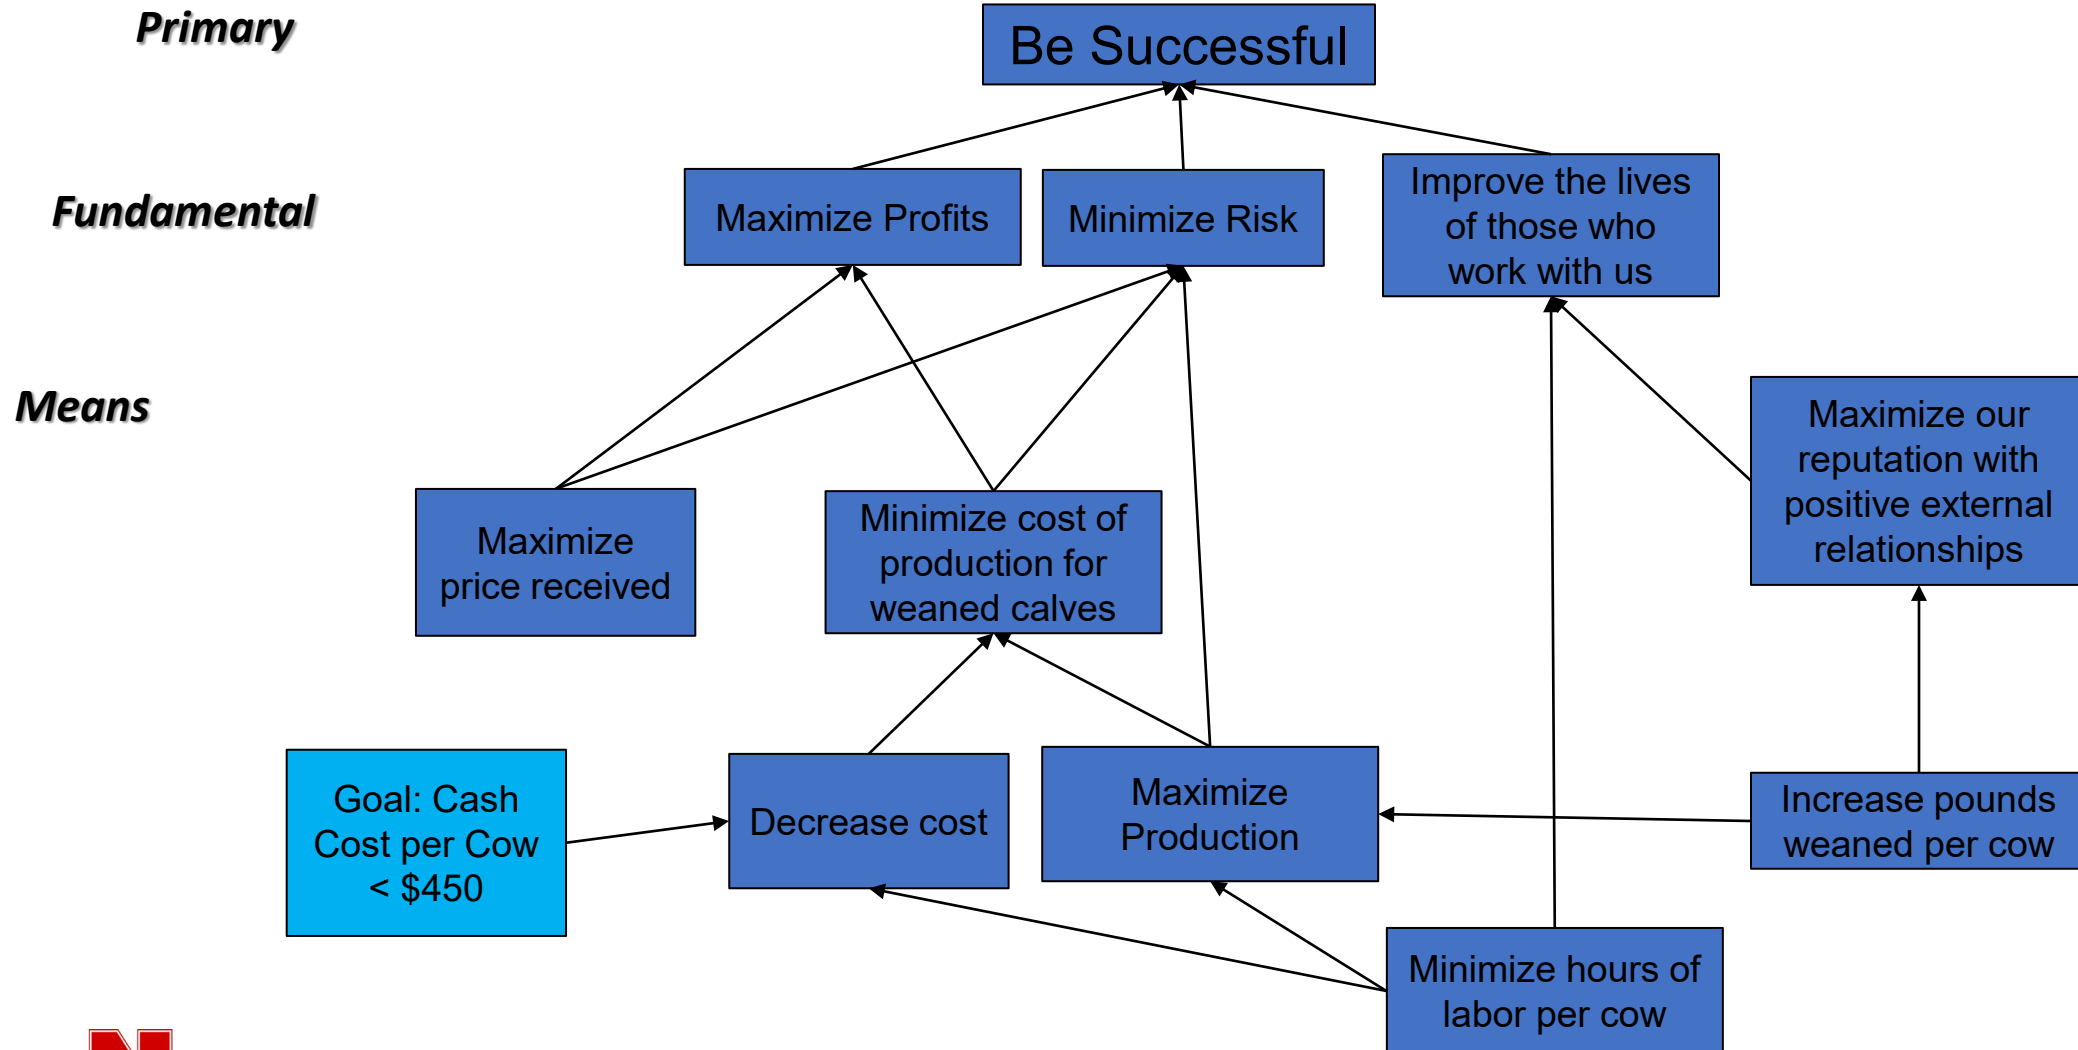 Primary
Be Successful
Fundamental
Maximize Profits
Minimize Risk
Improve the lives
of those who
work with us
Means
Maximize
price received
Minimize cost of
production for
weaned calves
Maximize our
reputation with
positive external
relationships
Goal: Cash
Cost per Cow
< $450
Decrease cost
Maximize
Production
Increase pounds
weaned per cow
Minimize hours of
labor per cow
N